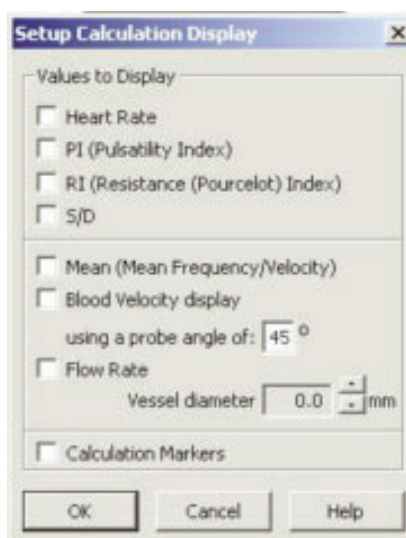 Setup Calculation Display
Values to Display
Heart Rate
PI (Pulsatility Index)
RI (Resistance (Pourcelot) Index)
S/D
Mean (Mean Frequency/Velocity)
Blood Velocity display
using a probe angle of: 45 °
Flow Rate
Vessel diameter 0.0 mm
Calculation Markers
OK Cancel Help